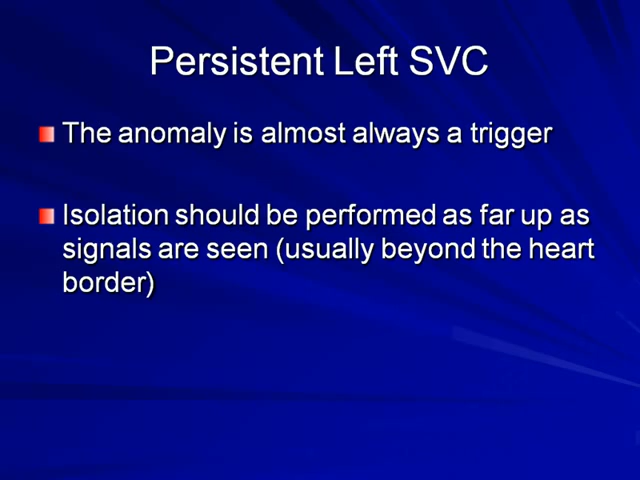 Persistent Left SVC
The anomaly is almost always a trigger
Isolation should be performed as far up as
signals are seen (usually beyond the heart
border)